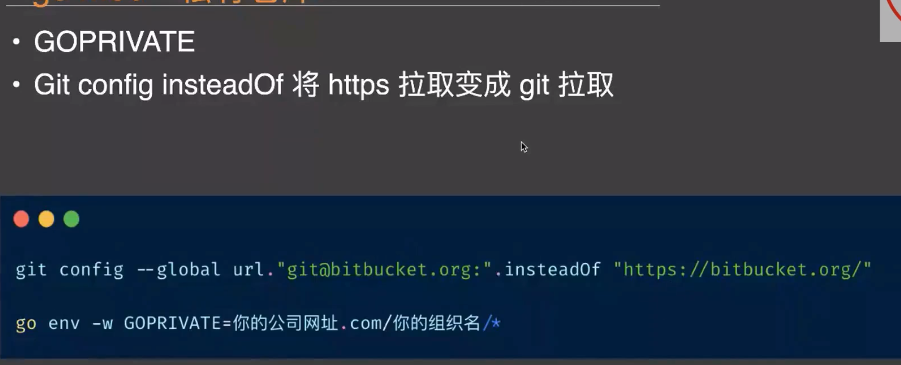 • GOPRIVATE
• Git config insteadOf 将 https 拉取变成 git 拉取
git config --global url."git@bitbucket.org:".insteadOf "https://bitbucket.org/"
go env -w GOPRIVATE=你的公司网址.com/你的组织名/*